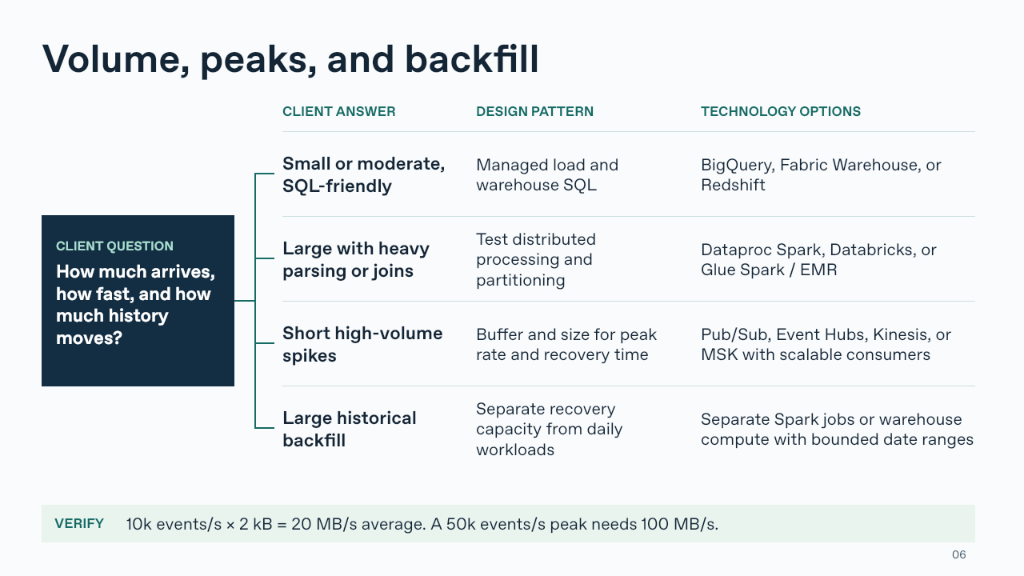 Volume, peaks, and backfill
CLIENT ANSWER
DESIGN PATTERN
TECHNOLOGY OPTIONS
CLIENT QUESTION
How much arrives,
how fast, and how
much history
moves?
Small or moderate,
SQL-friendly
Managed load and
warehouse SQL
BigQuery, Fabric Warehouse, or
Redshift
Large with heavy
parsing or joins
Test distributed
processing and
partitioning
Dataproc Spark, Databricks, or
Glue Spark / EMR
Short high-volume
spikes
Buffer and size for peak
rate and recovery time
Pub/Sub, Event Hubs, Kinesis, or
MSK with scalable consumers
Large historical
backfill
Separate recovery
capacity from daily
workloads
Separate Spark jobs or warehouse
compute with bounded date ranges
VERIFY
10k events/s × 2 kB = 20 MB/s average. A 50k events/s peak needs 100 MB/s.
06